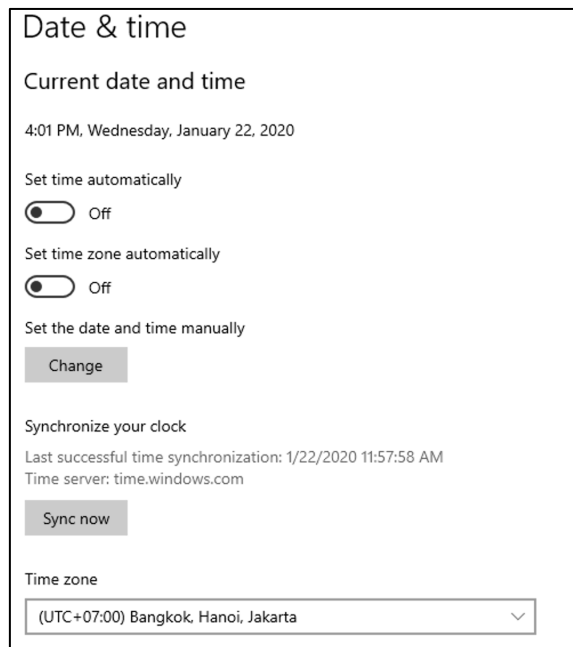 Date & time
Current date and time
4:01 PM, Wednesday, January 22, 2020
Set time automatically
Off
Set time zone automatically
Off
Set the date and time manually
Change
Synchronize your clock
Last successful time synchronization: 1/22/2020 11:57:58 AM
Time server: time.windows.com
Sync now
Time zone
(UTC+07:00) Bangkok, Hanoi, Jakarta